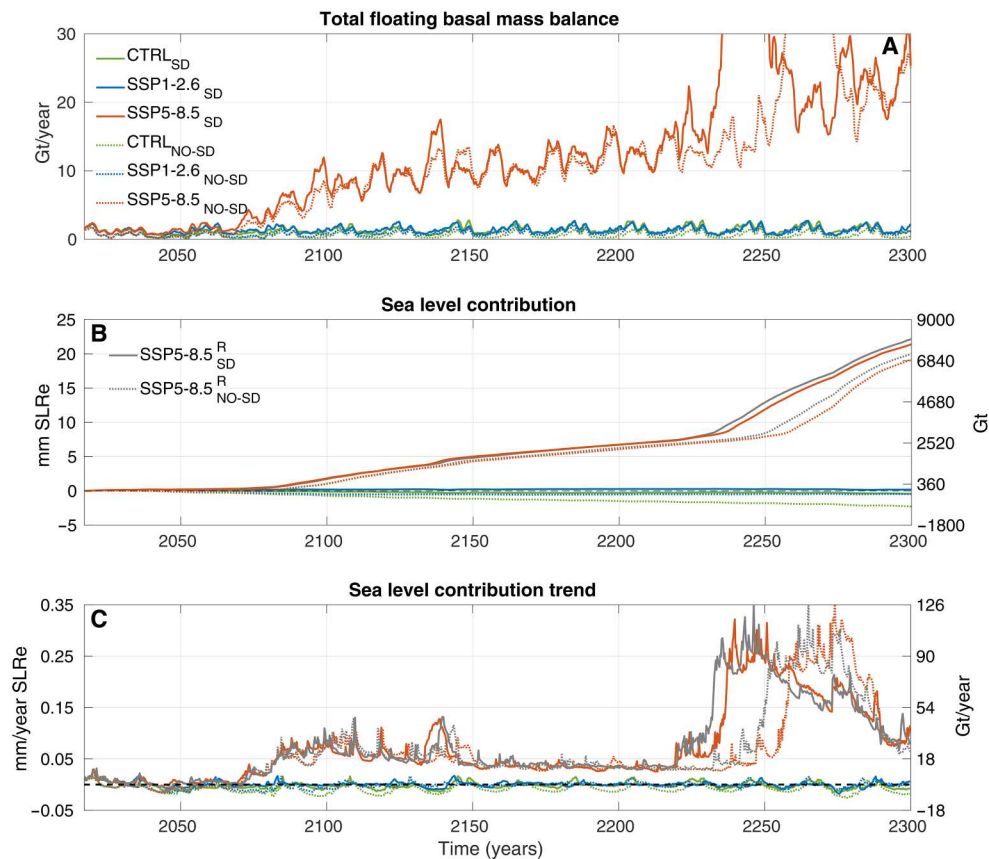 Total floating basal mass balance
A
30
20
10
0
Gt/year
CTRL SD
SSP1-2.6 SD
SSP5-8.5 SD
CTRL NO-SD
SSP1-2.6 NO-SD
SSP5-8.5 NO-SD
2050 2100 2150 2200 2250 2300
Sea level contribution
B
25
20
15
10
5
0
−5
mm SLRe
SSP5-8.5 R SD
SSP5-8.5 R NO-SD
9000
6840
4680
2520
360
−1800
Gt
2050 2100 2150 2200 2250 2300
Sea level contribution trend
C
0.35
0.25
0.15
0.05
−0.05
mm/year SLRe
126
90
54
18
−18
Gt/year
2050 2100 2150 2200 2250 2300
Time (years)